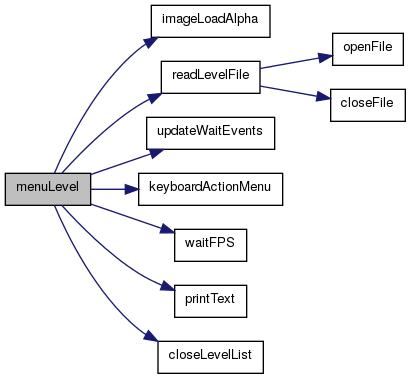 imageLoadAlpha
openFile
readLevelFile
closeFile
updateWaitEvents
menuLevel
keyboardActionMenu
waitFPS
printText
closeLevelList